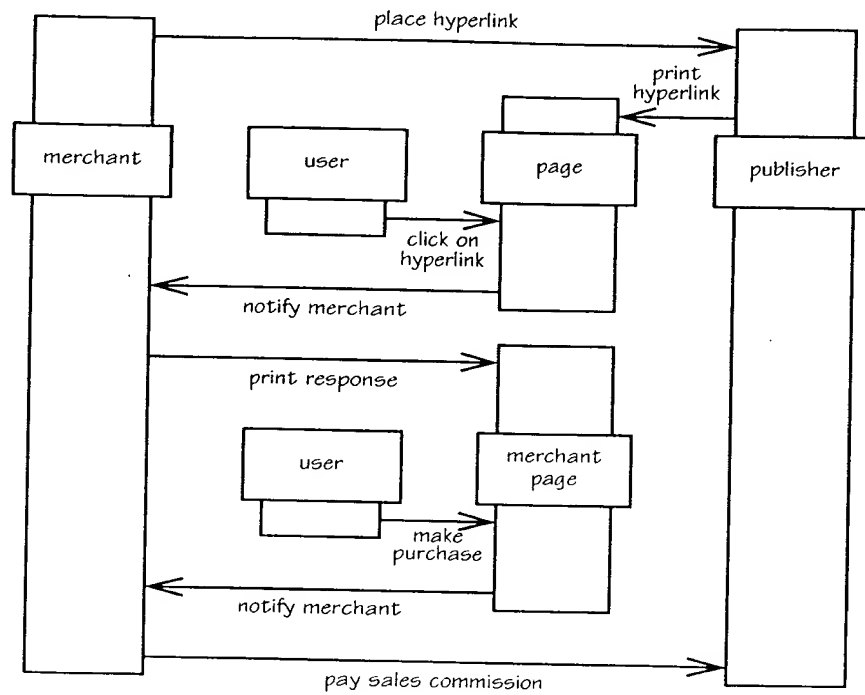 place hyperlink
print
hyperlink
merchant
user
page
publisher
click on
hyperlink
notify merchant
print response
user
merchant
page
make
purchase
notify merchant
pay sales commission